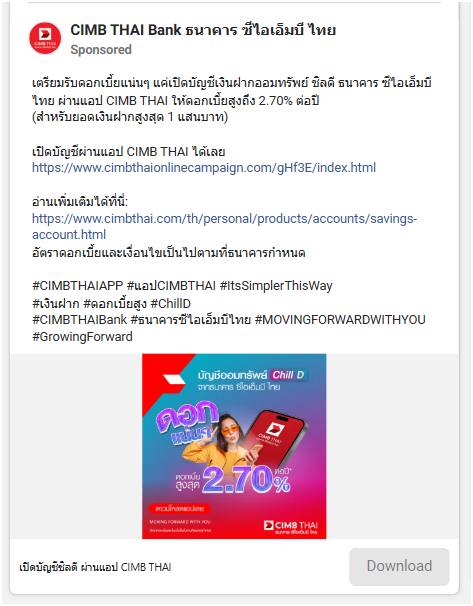 CIMB THAI Bank ธนาคาร ซีไอเอ็มบี ไทย
Sponsored
เตรียมรับดอกเบี้ยแน่นๆ แค่เปิดบัญชีเงินฝากออมทรัพย์ ชิลดี ธนาคาร ซีไอเอ็มบี
ไทย ผ่านแอป CIMB THAI ให้ดอกเบี้ยสูงถึง 2.70% ต่อปี
(สำหรับยอดเงินฝากสูงสุด 1 แสนบาท)
เปิดบัญชีผ่านแอป CIMB THAI ได้เลย
https://www.cimbthaionlinecampaign.com/gHf3E/index.html
อ่านเพิ่มเติมได้ที่นี่:
https://www.cimbthai.com/th/personal/products/accounts/savings-
account.html
อัตราดอกเบี้ยและเงื่อนไขเป็นไปตามที่ธนาคารกำหนด
#CIMBTHAIAPP #แอปCIMBTHAI #ItsSimplerThisWay
#เงินฝาก #ดอกเบี้ยสูง #ChillD
#CIMBTHAIBank #ธนาคารซีไอเอ็มบีไทย #MOVINGFORWARDWITHYOU
#GrowingForward
บัญชีออมทรัพย์ Chill D
จากธนาคาร ซีไอเอ็มบี ไทย
ดอก
แน่นๆ
CIMB THAI
ดอกเบี้ย
สูงสุด 2.70% ต่อปี*
ดาวน์โหลดแอปเลย
MOVING FORWARD WITH YOU
CIMB THAI
ธนาคาร ซีไอเอ็มบี ไทย
เปิดบัญชีชิลดี ผ่านแอป CIMB THAI
Download